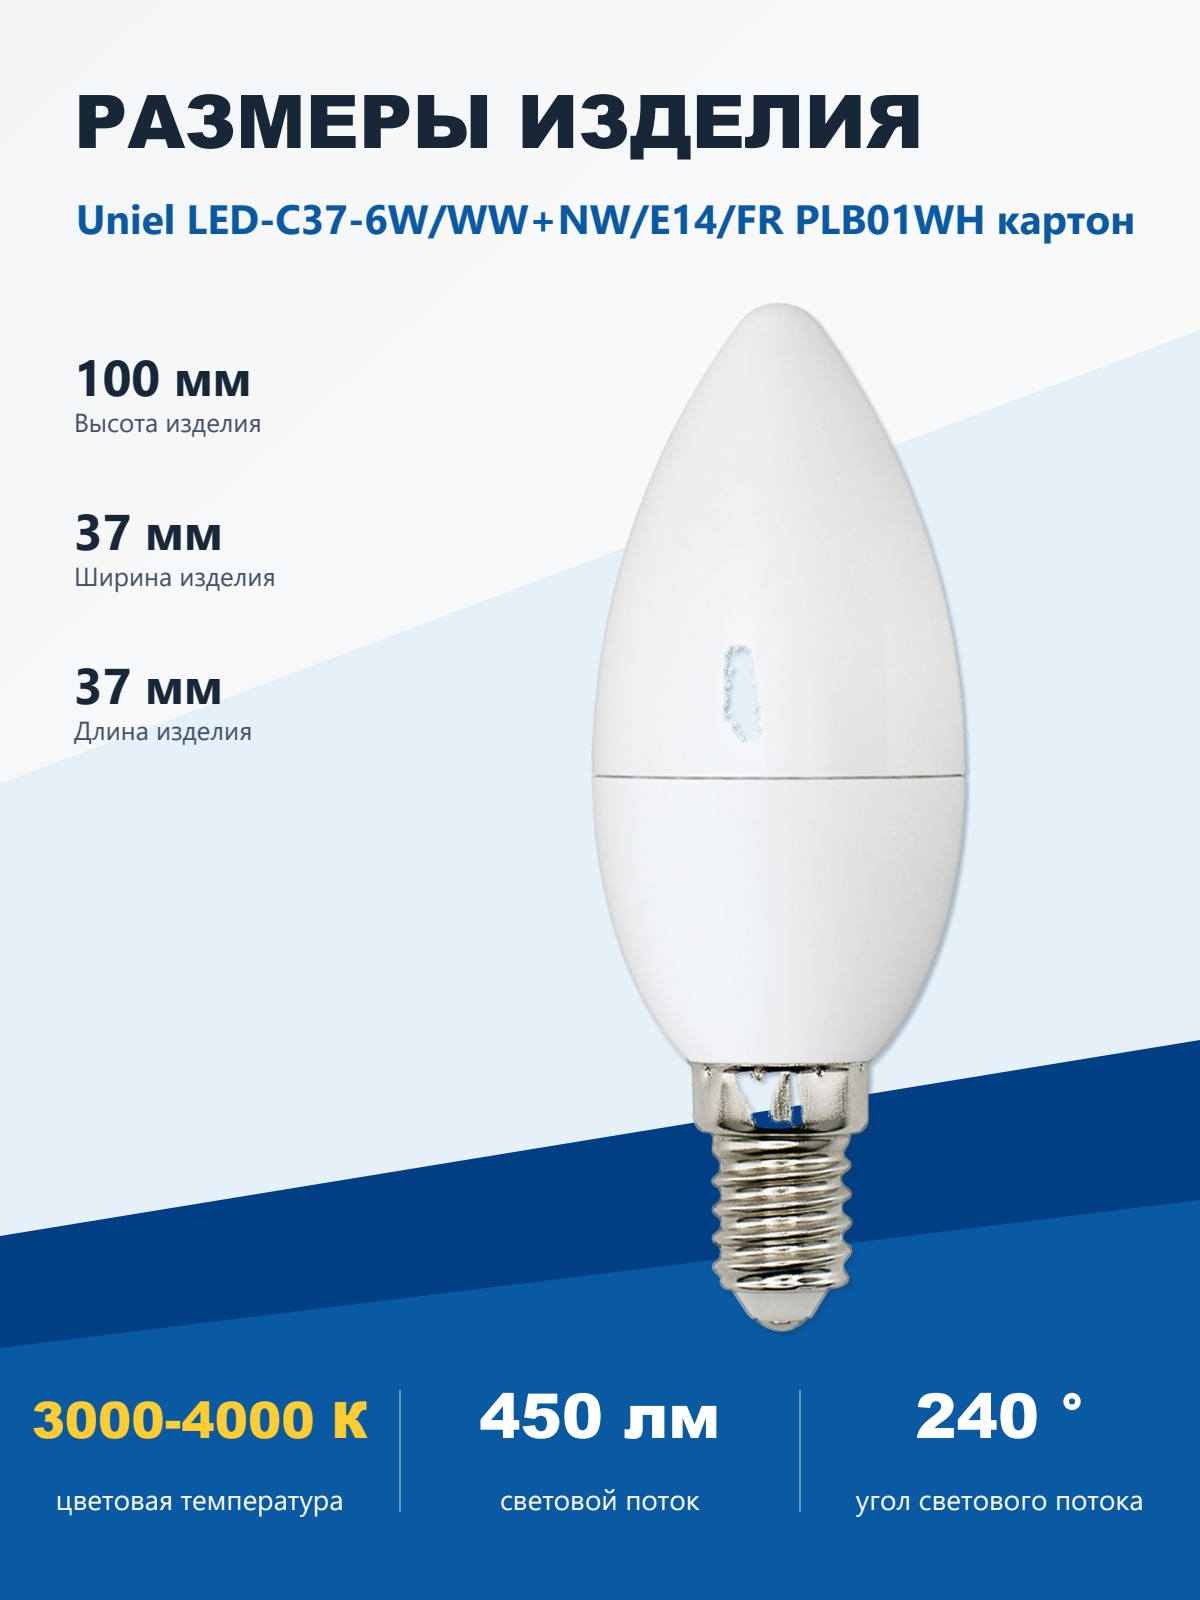 РАЗМЕРЫ ИЗДЕЛИЯ
Uniel LED-C37-6W/WW+NW/E14/FR PLB01WH картон
100 мм
Высота изделия
37 мм
Ширина изделия
37 мм
Длина изделия
3000-4000 К
цветовая температура
450 лм
световой поток
240 °
угол светового потока